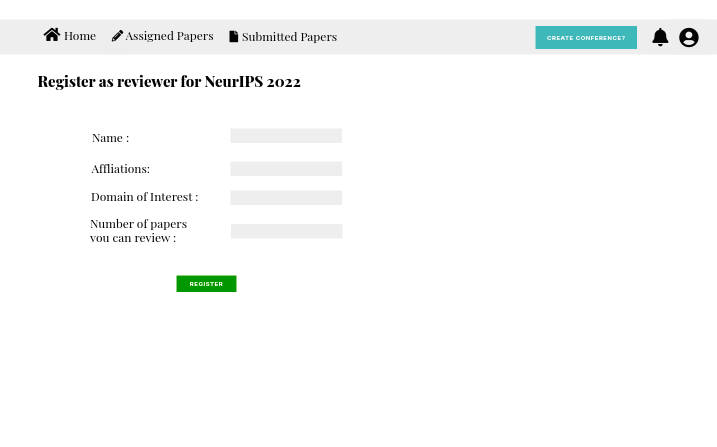 Home Assigned Papers Submitted Papers CREATE CONFERENCE?
Register as reviewer for NeurIPS 2022
Name :
Affliations:
Domain of Interest :
Number of papers
you can review :
REGISTER